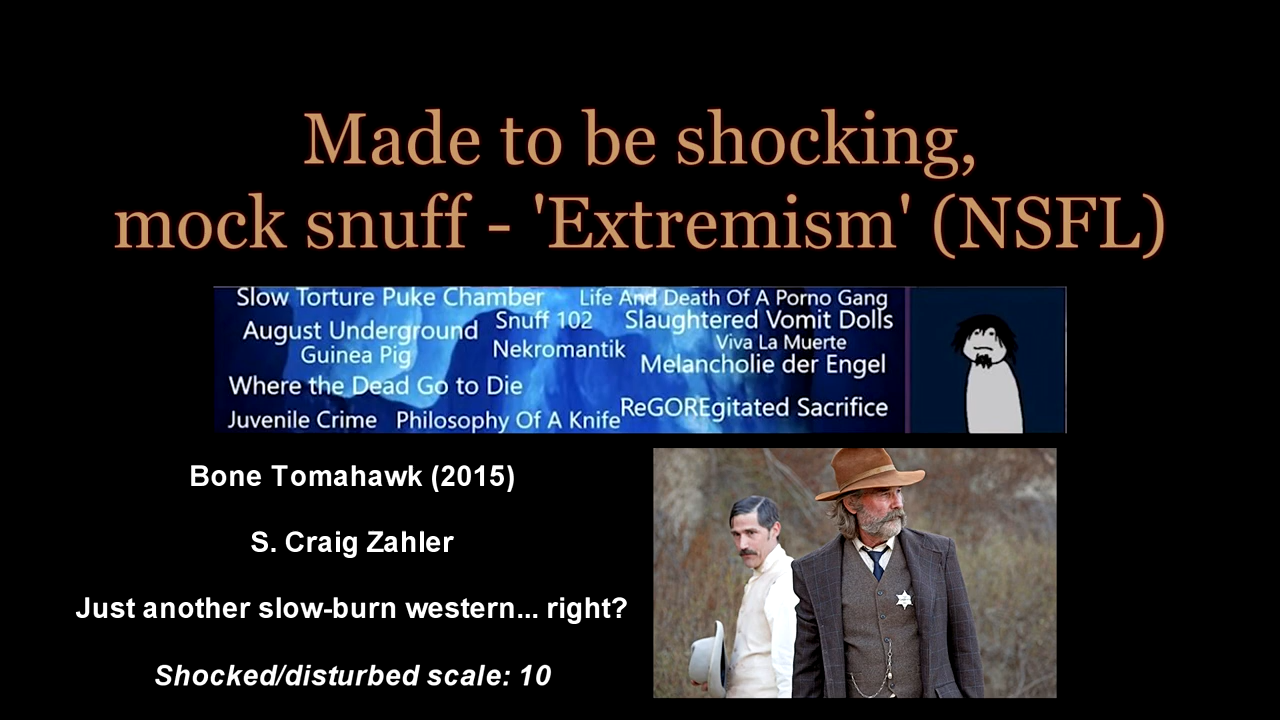 Made to be shocking,
mock snuff - 'Extremism' (NSFL)
Slow Torture Puke Chamber
Life And Death Of A Porno Gang
August Underground
Snuff 102
Slaughtered Vomit Dolls
Guinea Pig
Nekromantik
Viva La Muerte
Melancholie der Engel
Where the Dead Go to Die
Juvenile Crime
Philosophy Of A Knife
ReGOREgitated Sacrifice
Bone Tomahawk (2015)
S. Craig Zahler
Just another slow-burn western... right?
Shocked/disturbed scale: 10